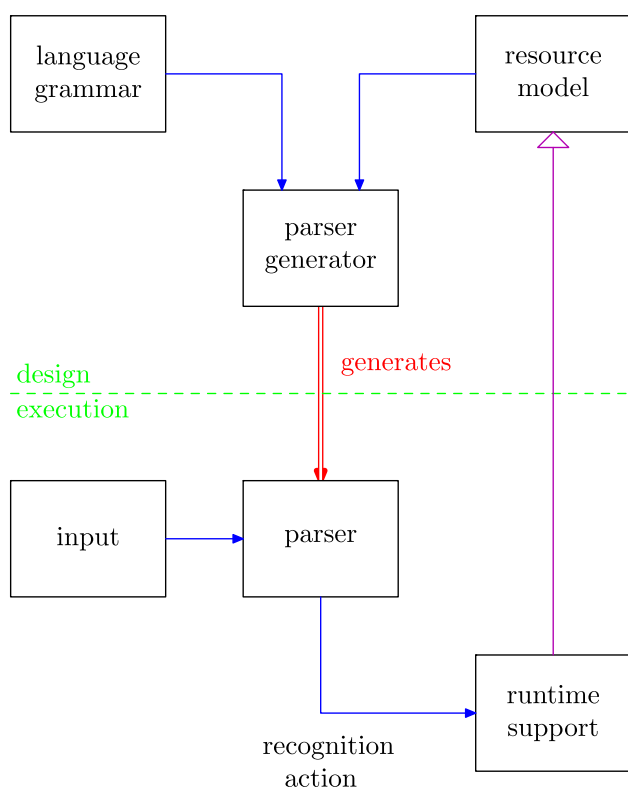 language
grammar
resource
model
parser
generator
generates
design
execution
input
parser
runtime
support
recognition
action